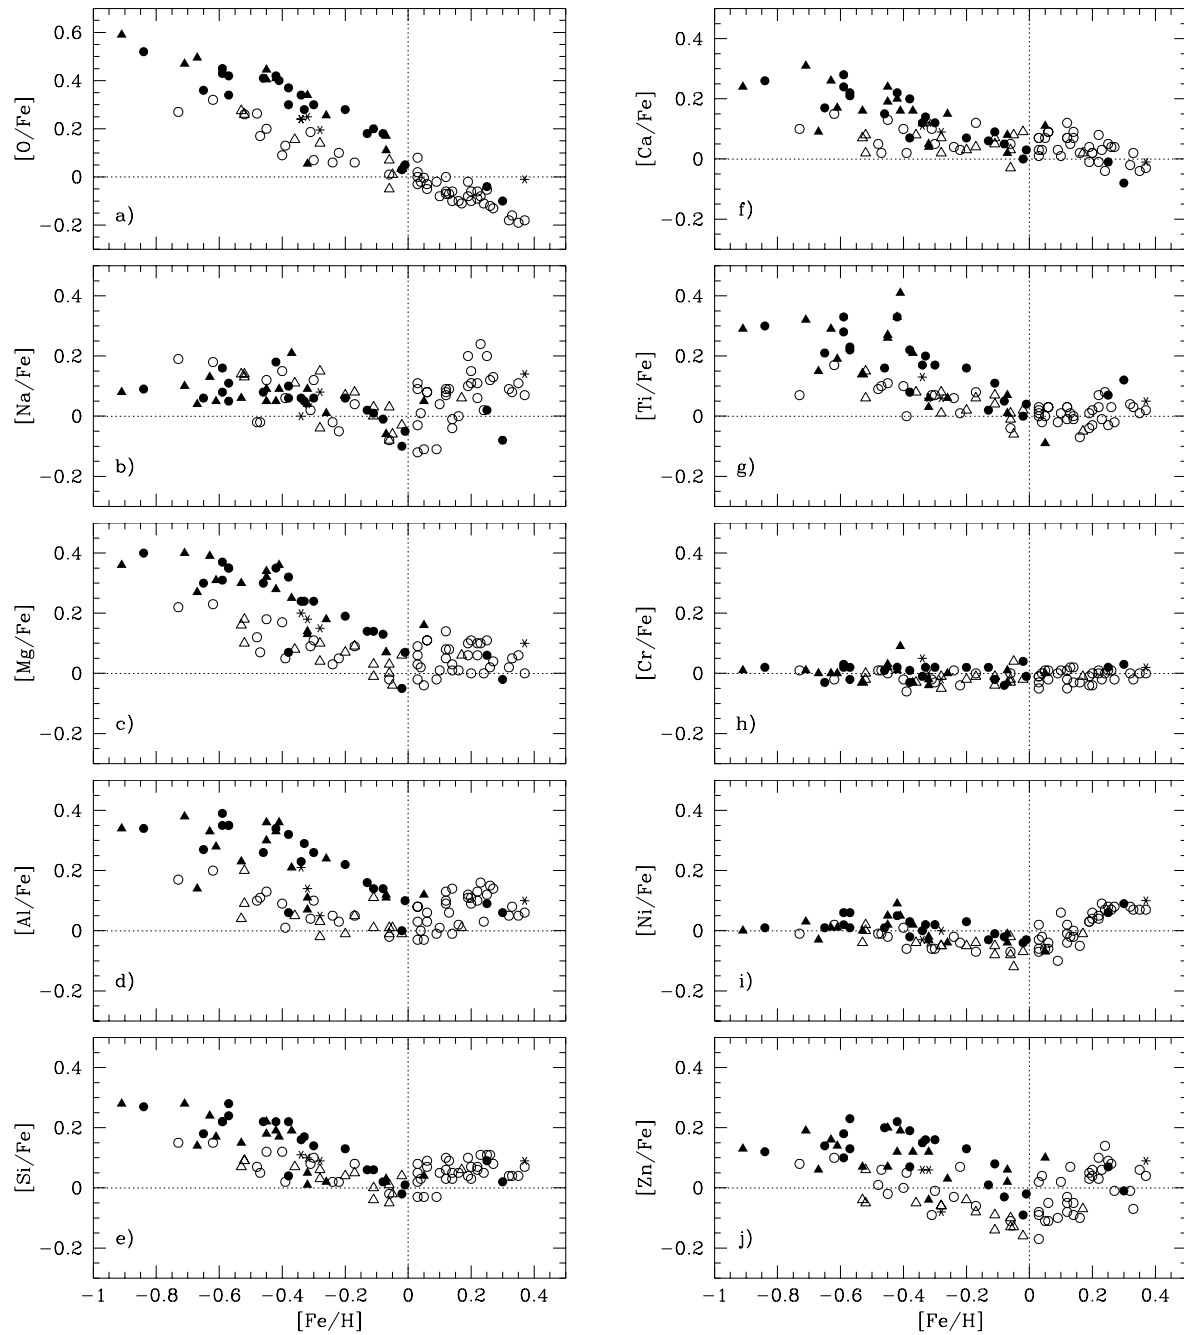 [O/Fe]
0.6
0.4
0.2
0
−0.2
a)
[Na/Fe]
0.4
0.2
0
−0.2
b)
[Mg/Fe]
0.4
0.2
0
−0.2
c)
[Al/Fe]
0.4
0.2
0
−0.2
d)
[Si/Fe]
0.4
0.2
0
−0.2
e)
−1 −0.8 −0.6 −0.4 −0.2 0 0.2 0.4
[Fe/H]
[Ca/Fe]
0.4
0.2
0
−0.2
f)
[Ti/Fe]
0.4
0.2
0
−0.2
g)
[Cr/Fe]
0.4
0.2
0
−0.2
h)
[Ni/Fe]
0.4
0.2
0
−0.2
i)
[Zn/Fe]
0.4
0.2
0
−0.2
j)
−1 −0.8 −0.6 −0.4 −0.2 0 0.2 0.4
[Fe/H]